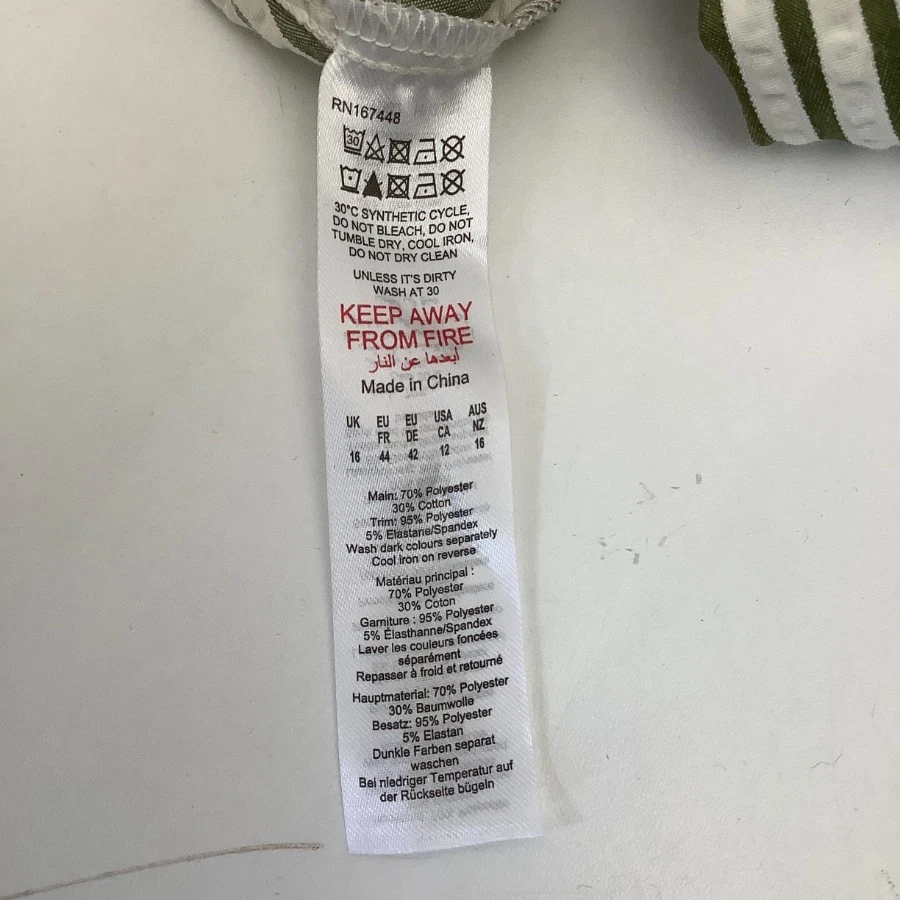 RN167448
30
30°C SYNTHETIC CYCLE,
DO NOT BLEACH, DO NOT
TUMBLE DRY, COOL IRON,
DO NOT DRY CLEAN
UNLESS IT'S DIRTY
WASH AT 30
KEEP AWAY
FROM FIRE
أبعدها عن النار
Made in China
UK EU EU USA AUS
FR DE CA NZ
16 44 42 12 16
Main: 70% Polyester
30% Cotton
Trim: 95% Polyester
5% Elastane/Spandex
Wash dark colours separately
Cool iron on reverse
Matériau principal :
70% Polyester
30% Coton
Garniture : 95% Polyester
5% Élasthanne/Spandex
Laver les couleurs foncées
séparément
Repasser à froid et retourné
Hauptmaterial: 70% Polyester
30% Baumwolle
Besatz: 95% Polyester
5% Elastan
Dunkle Farben separat
waschen
Bei niedriger Temperatur auf
der Rückseite bügeln